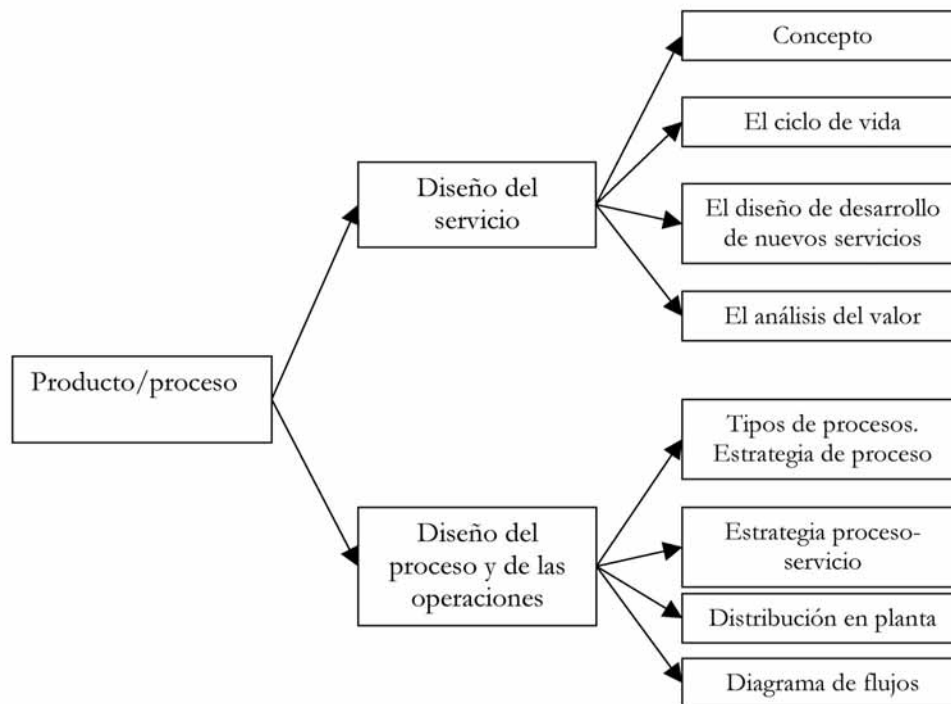 Concepto
El ciclo de vida
Diseño del
servicio
El diseño de desarrollo
de nuevos servicios
El análisis del valor
Producto/proceso
Tipos de procesos.
Estrategia de proceso
Diseño del
proceso y de las
operaciones
Estrategia proceso-
servicio
Distribución en planta
Diagrama de flujos